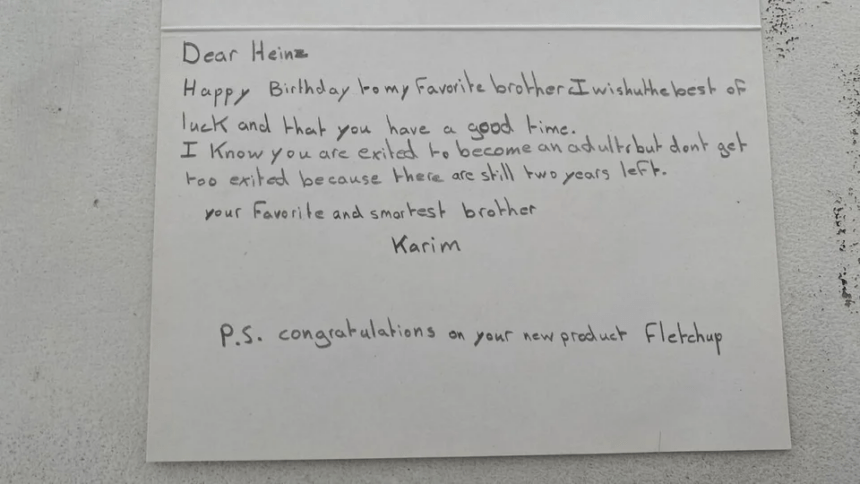 Dear Heinz
Happy Birthday to my Favorite brother I wish u the best of
luck and that you have a good time.
I Know you are exited to become an adult but dont get
too exited because there are still two years left.
your Favorite and smartest brother
Karim
P.S. congratulations on your new product Fletchup